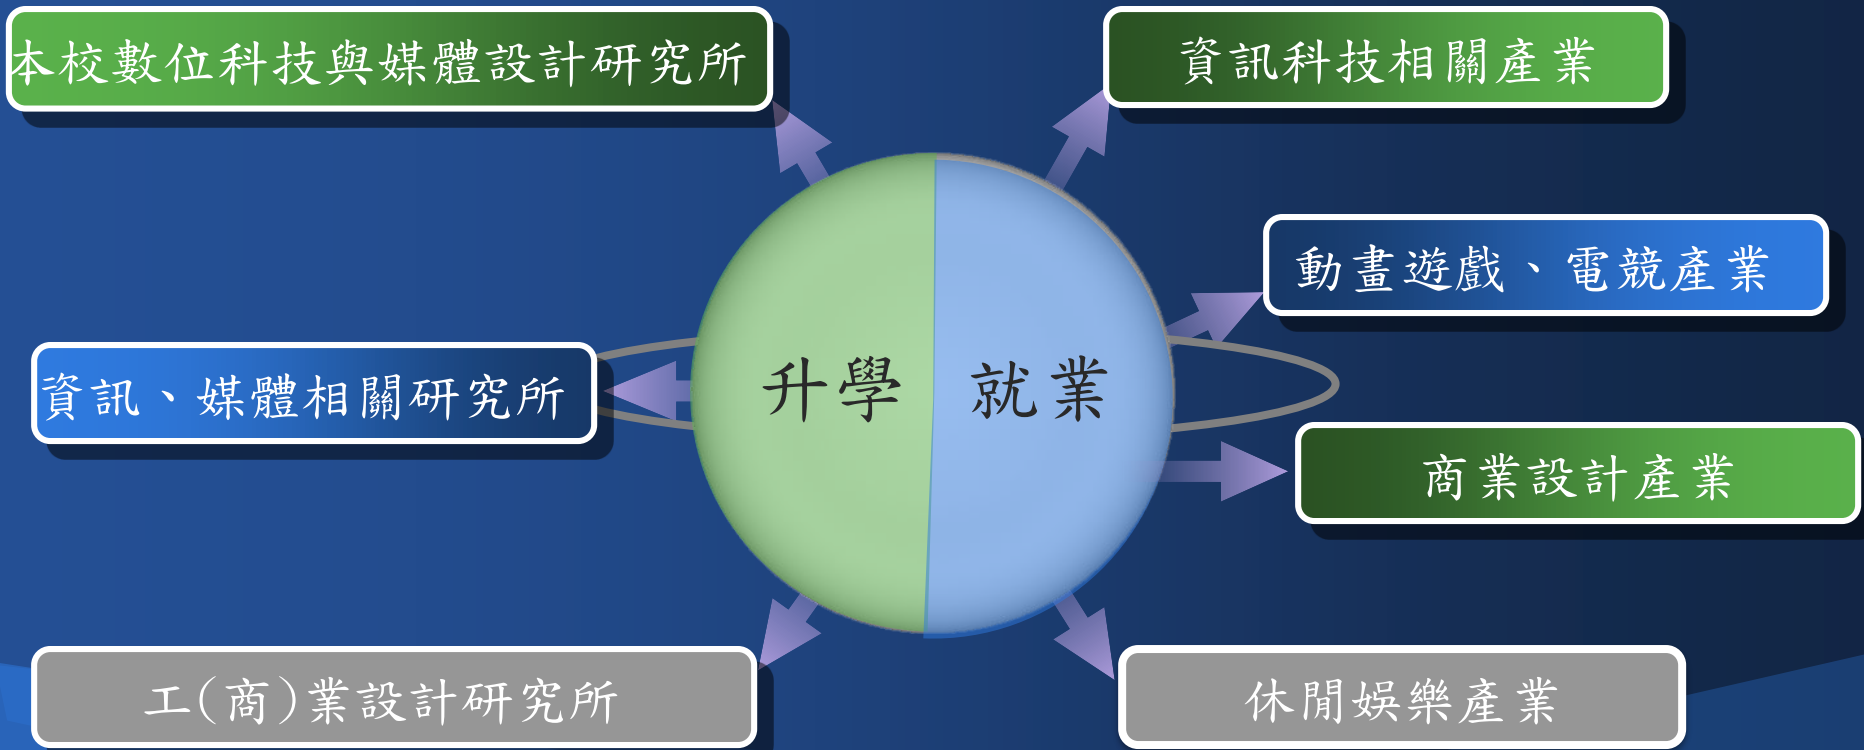 本校數位科技與媒體設計研究所
資訊科技相關產業
動畫遊戲、電競產業
資訊、媒體相關研究所
升學
就業
商業設計產業
工(商)業設計研究所
休閒娛樂產業